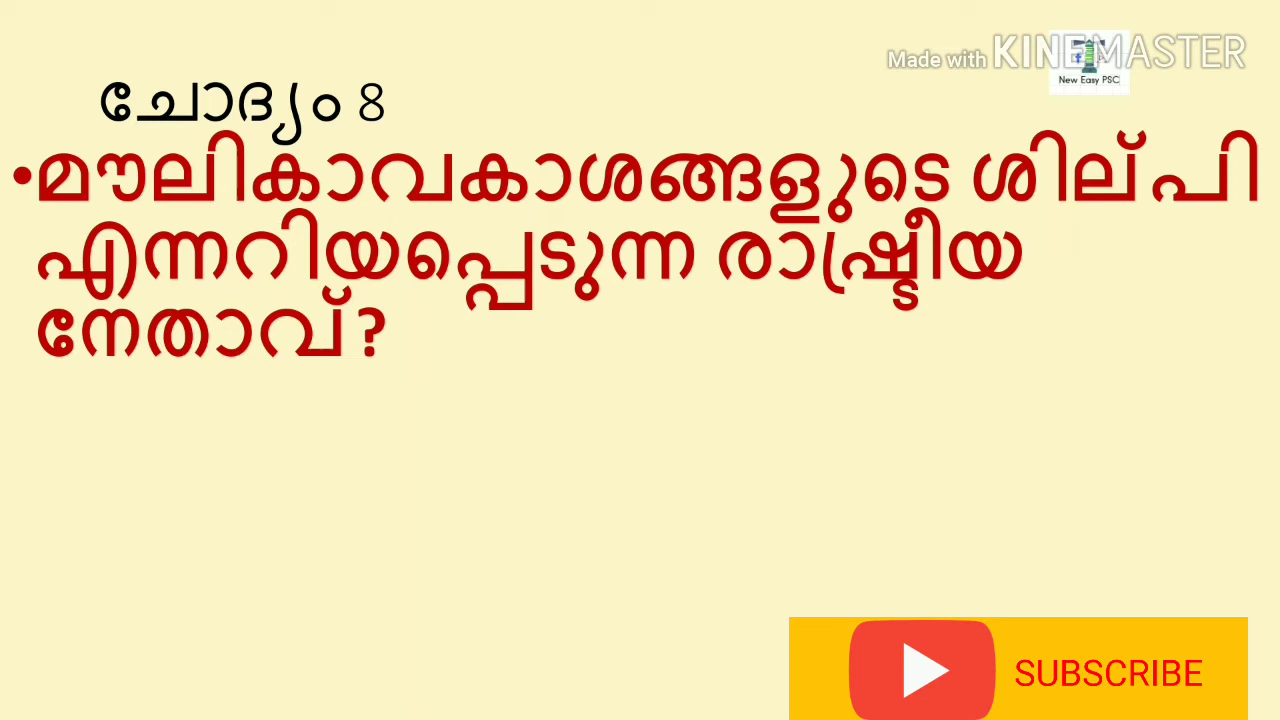 Made with KINEMASTER
New Easy PSC
ചോദ്യം 8
•മൗലികാവകാശങ്ങളുടെ ശില്പി
എന്നറിയപ്പെടുന്ന രാഷ്ട്രീയ
നേതാവ്?
SUBSCRIBE